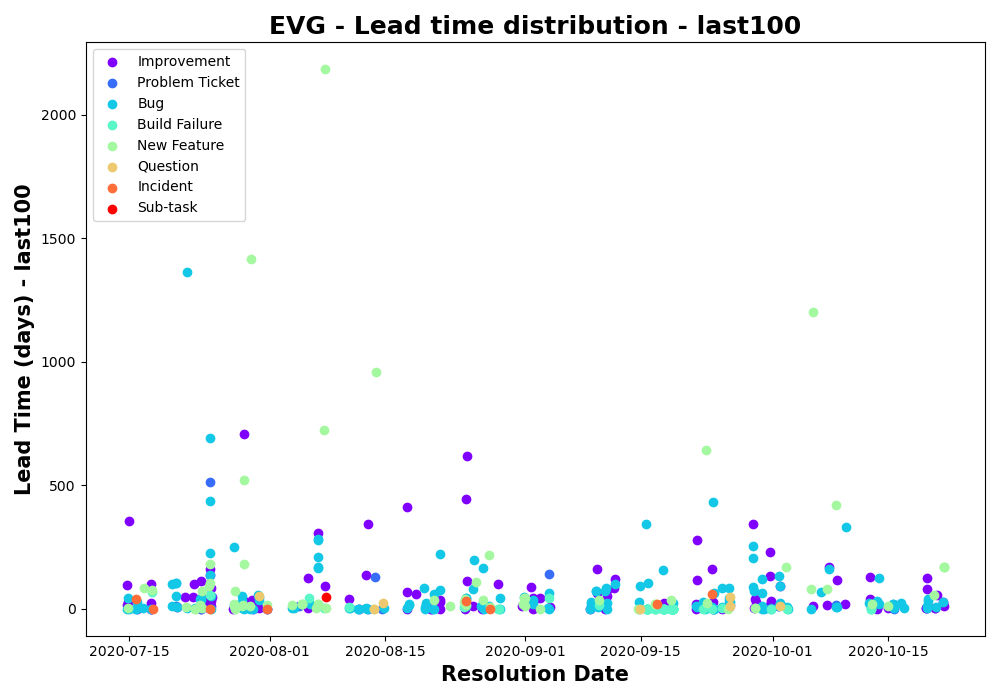 EVG - Lead time distribution - last100
Improvement
Problem Ticket
Bug
Build Failure
New Feature
Question
Incident
Sub-task
2000
1500
1000
500
0
Lead Time (days) - last100
2020-07-15
2020-08-01
2020-08-15
2020-09-01
2020-09-15
2020-10-01
2020-10-15
Resolution Date